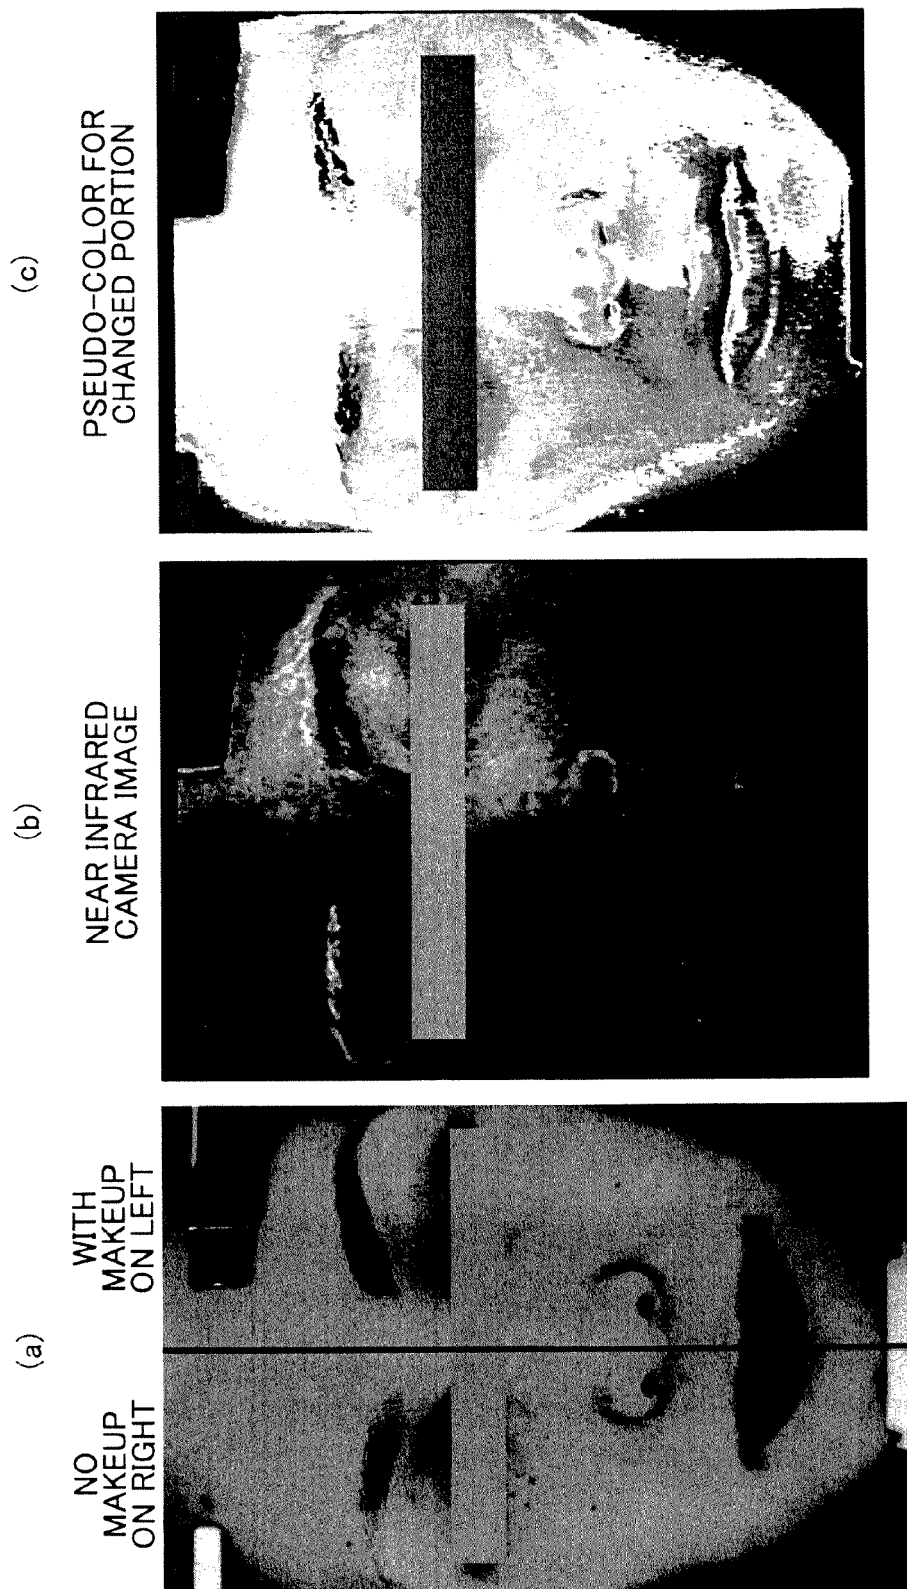 (a)
NO
MAKEUP
ON RIGHT
WITH
MAKEUP
ON LEFT
(b)
NEAR INFRARED
CAMERA IMAGE
(c)
PSEUDO-COLOR FOR
CHANGED PORTION